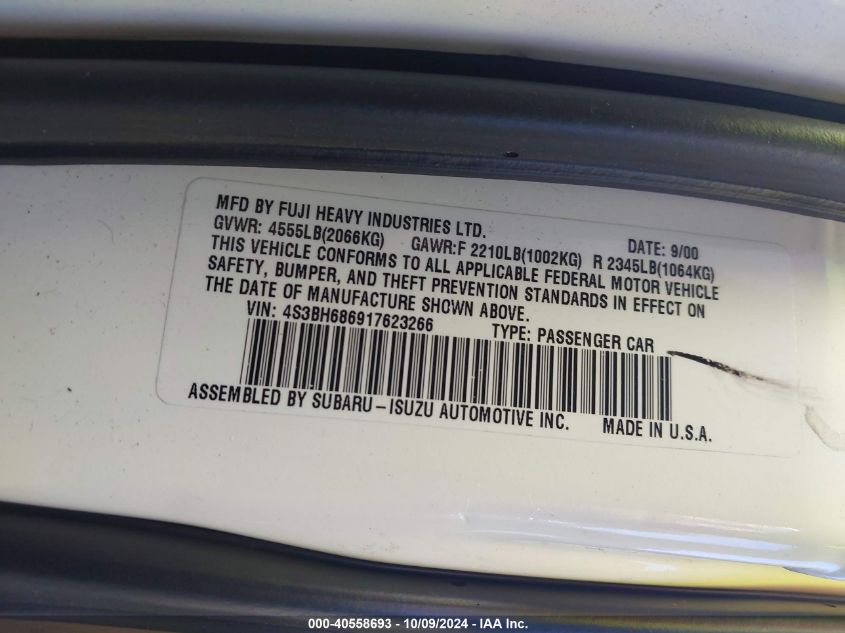 MFD BY FUJI HEAVY INDUSTRIES LTD. DATE: 9/00
GVWR: 4555LB(2066KG) GAWR:F 2210LB(1002KG) R 2345LB(1064KG)
THIS VEHICLE CONFORMS TO ALL APPLICABLE FEDERAL MOTOR VEHICLE
SAFETY, BUMPER, AND THEFT PREVENTION STANDARDS IN EFFECT ON
THE DATE OF MANUFACTURE SHOWN ABOVE.
VIN: 4S3BH686917623266 TYPE: PASSENGER CAR
ASSEMBLED BY SUBARU-ISUZU AUTOMOTIVE INC. MADE IN U.S.A.
000-40558693 - 10/09/2024 - IAA Inc.